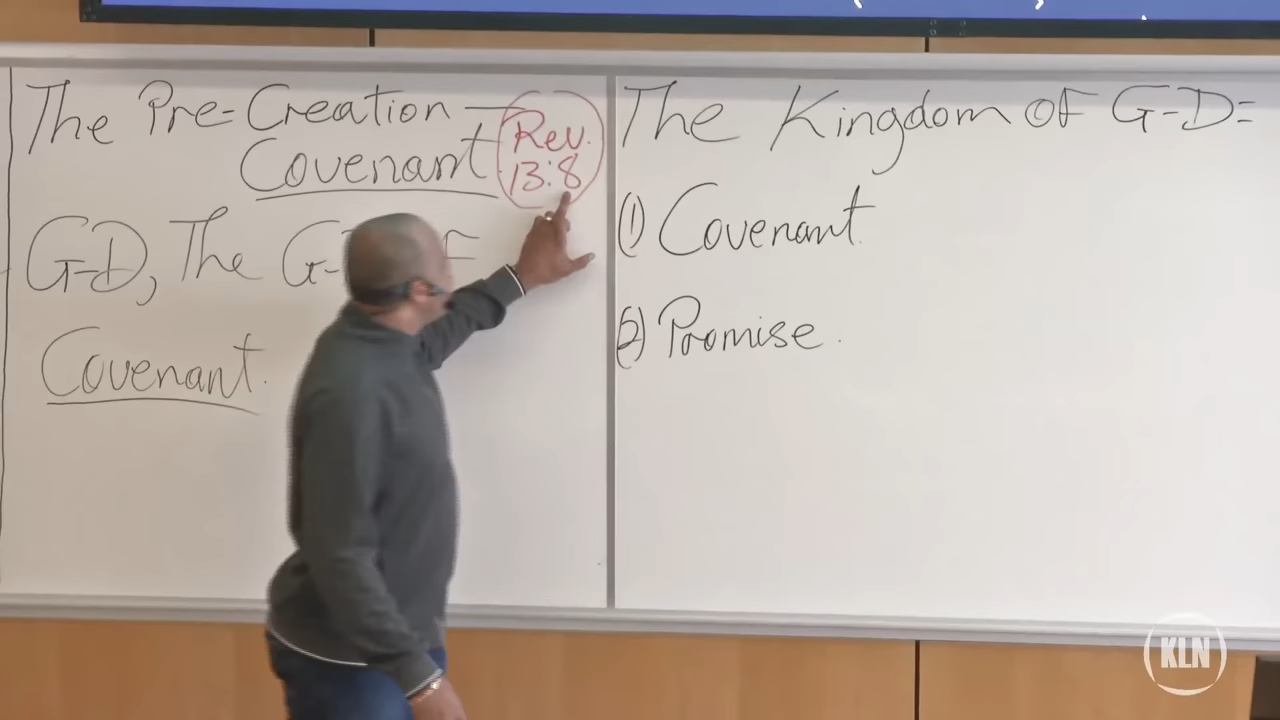 The Pre-Creation –
Covenant
Rev.
13:8
G-D, The G-
Covenant.
The Kingdom OF G-D=
(1) Covenant.
(2) Promise.
KLN